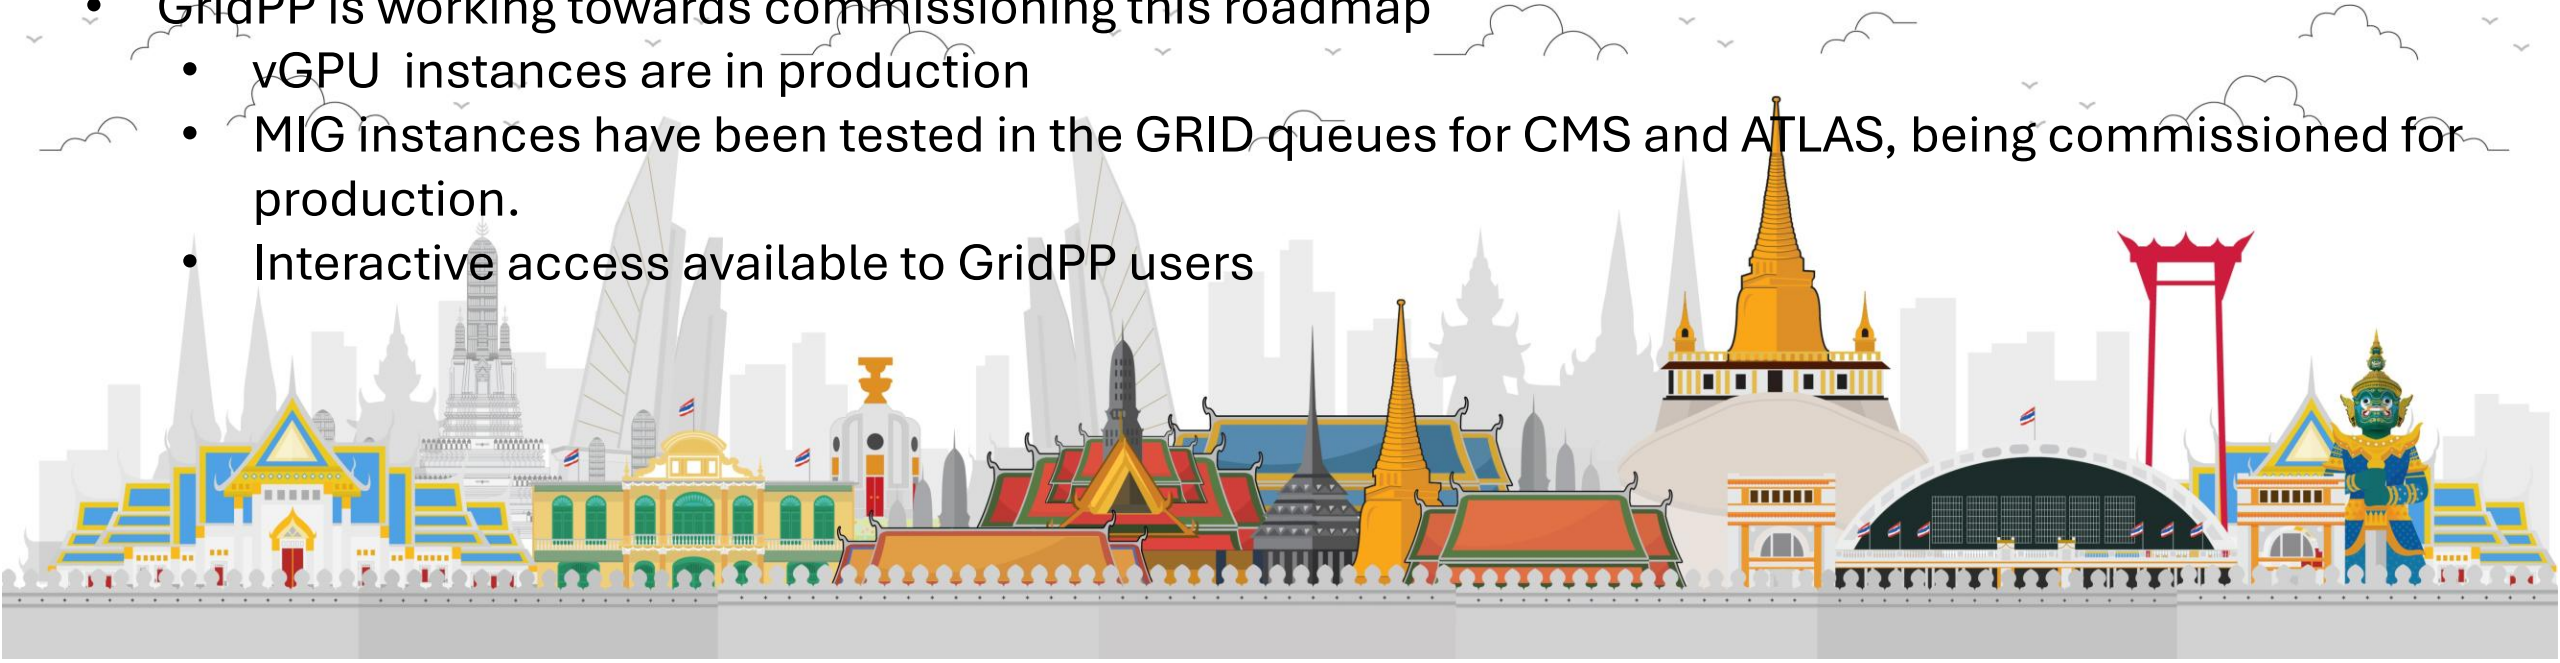 • GridPP is working towards commissioning this roadmap
• vGPU instances are in production
• MIG instances have been tested in the GRID queues for CMS and ATLAS, being commissioned for
production.
• Interactive access available to GridPP users